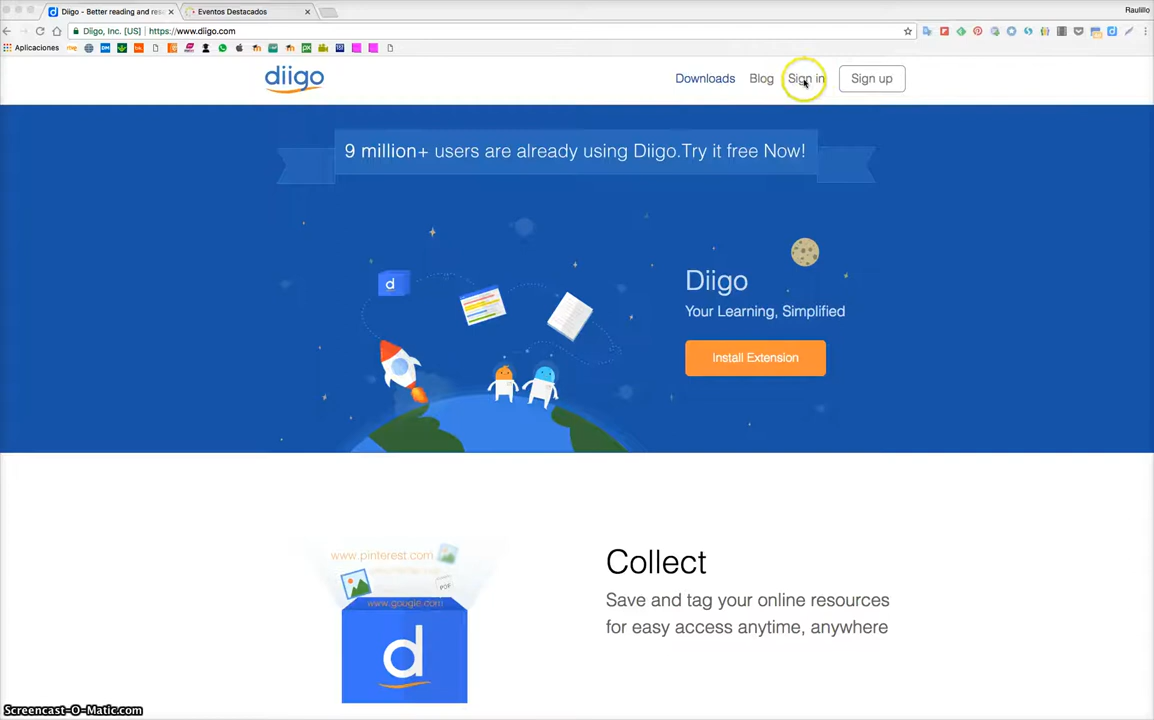 Diigo - Better reading and res
Eventos Destacados
Raulillo
Diigo, Inc. [US]
https://www.diigo.com
Aplicaciones
diigo
Downloads
Blog
Sign in
Sign up
9 million+ users are already using Diigo.Try it free Now!
d
Diigo
Your Learning, Simplified
Install Extension
www.pinterest.com
PDF
www.google.com
d
Collect
Save and tag your online resources
for easy access anytime, anywhere
Screencast-O-Matic.com